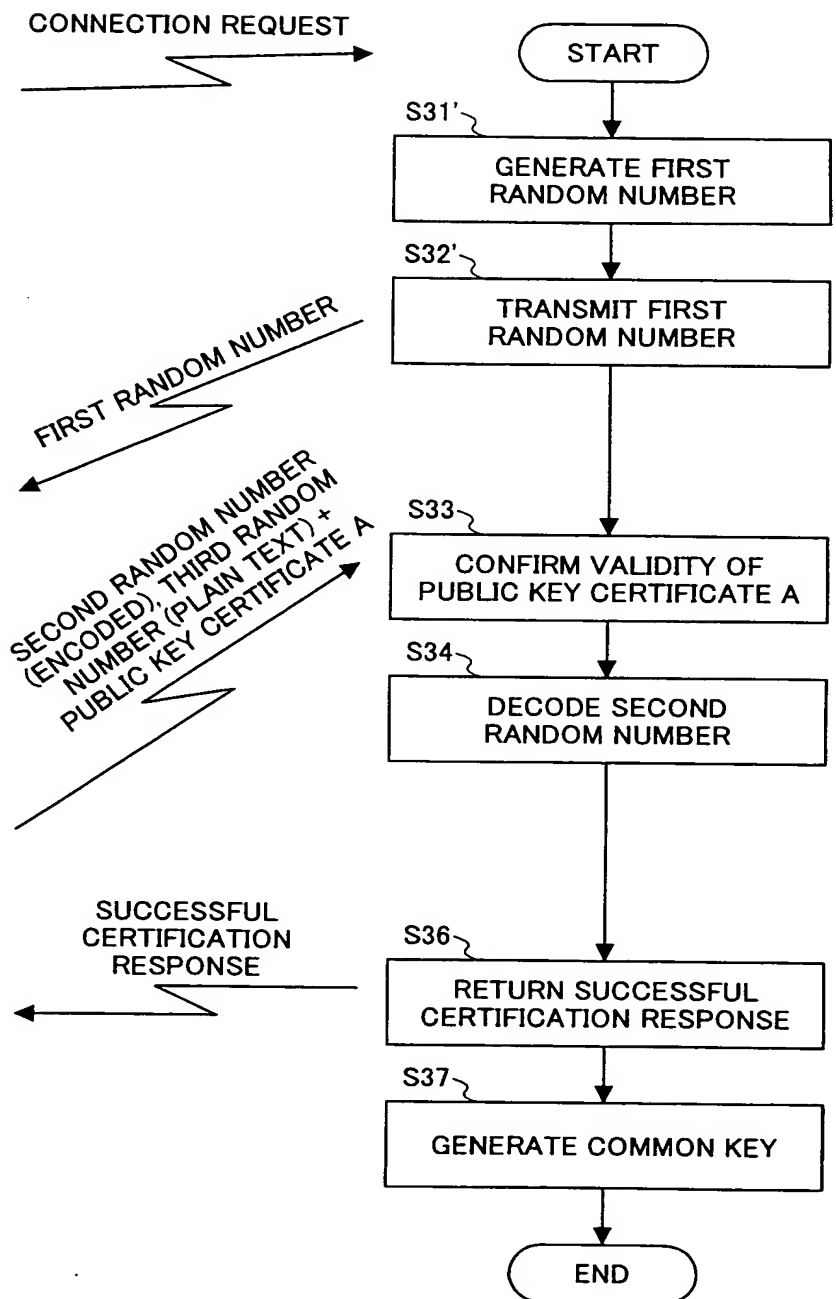 CONNECTION REQUEST
START
S31'
GENERATE FIRST
RANDOM NUMBER
S32'
TRANSMIT FIRST
RANDOM NUMBER
FIRST RANDOM NUMBER
SECOND RANDOM NUMBER
(ENCODED), THIRD RANDOM
NUMBER (PLAIN TEXT) +
PUBLIC KEY CERTIFICATE A
S33
CONFIRM VALIDITY OF
PUBLIC KEY CERTIFICATE A
S34
DECODE SECOND
RANDOM NUMBER
SUCCESSFUL
CERTIFICATION
RESPONSE
S36
RETURN SUCCESSFUL
CERTIFICATION RESPONSE
S37
GENERATE COMMON KEY
END